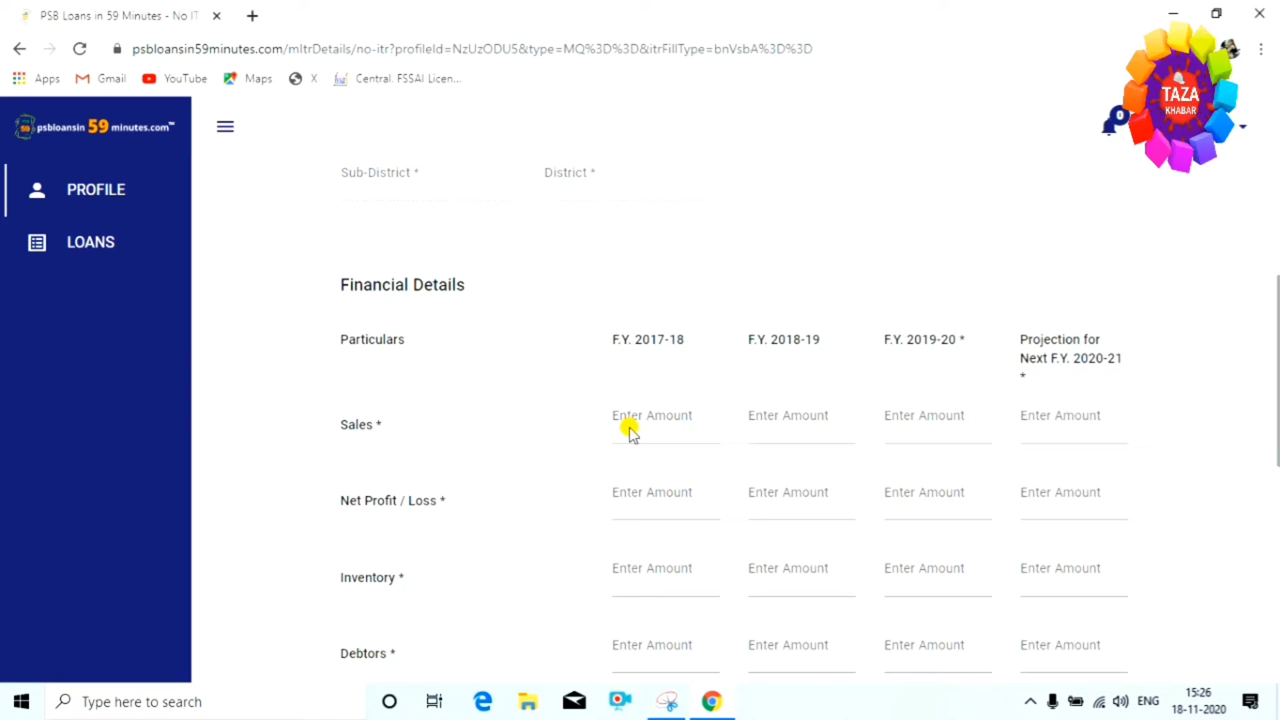 PSB Loans in 59 Minutes - No IT
psbloansin59minutes.com/mltrDetails/no-itr?profileId=NzUzODU5&type=MQ%3D%3D&itrFillType=bnVsbA%3D%3D
Apps Gmail YouTube Maps X Central. FSSAI Licen...
TAZA
KHABAR
psbloansin 59 minutes.com™
0
PROFILE
LOANS
Sub-District * District *
Financial Details
Particulars F.Y. 2017-18 F.Y. 2018-19 F.Y. 2019-20 * Projection for
Next F.Y. 2020-21
*
Sales * Enter Amount Enter Amount Enter Amount Enter Amount
Net Profit / Loss * Enter Amount Enter Amount Enter Amount Enter Amount
Inventory * Enter Amount Enter Amount Enter Amount Enter Amount
Debtors * Enter Amount Enter Amount Enter Amount Enter Amount
Type here to search
ENG
15:26
18-11-2020